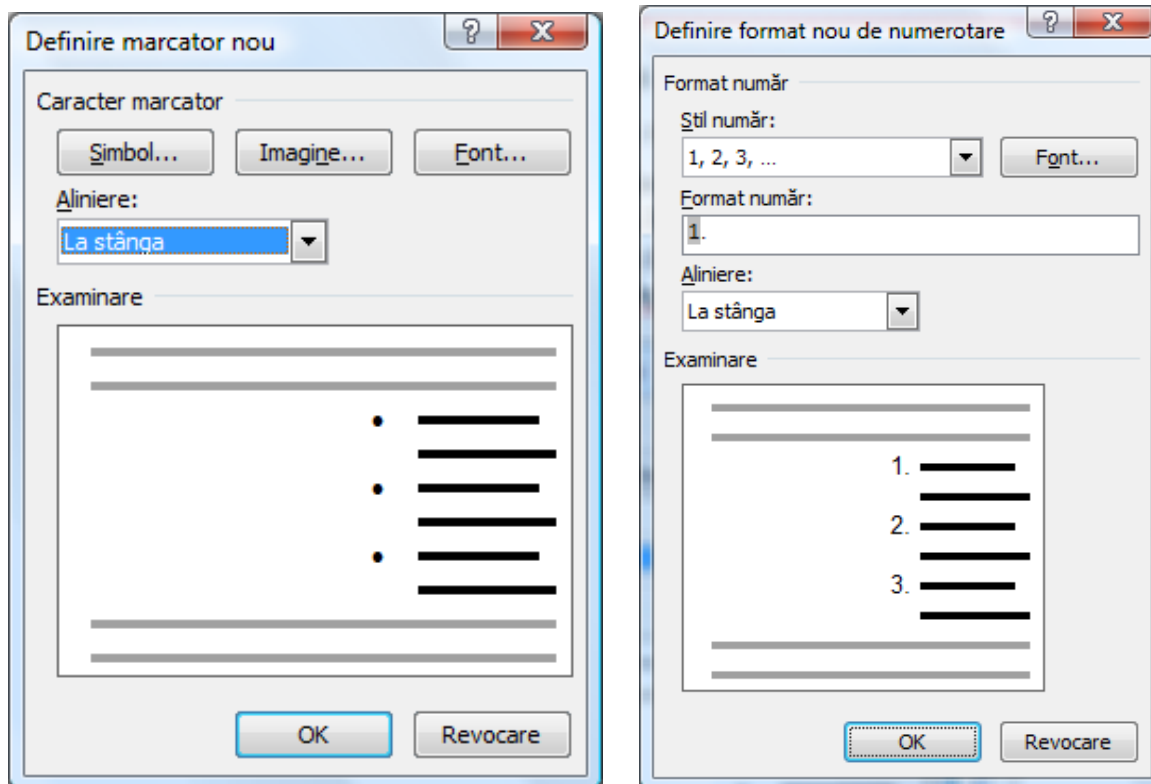 Definire marcator nou
Caracter marcator
Simbol... Imagine... Font...
Aliniere:
La stânga
Examinare
OK Revocare
Definire format nou de numerotare
Format număr
Stil număr:
1, 2, 3, ... Font...
Format număr:
1.
Aliniere:
La stânga
Examinare
1.
2.
3.
OK Revocare